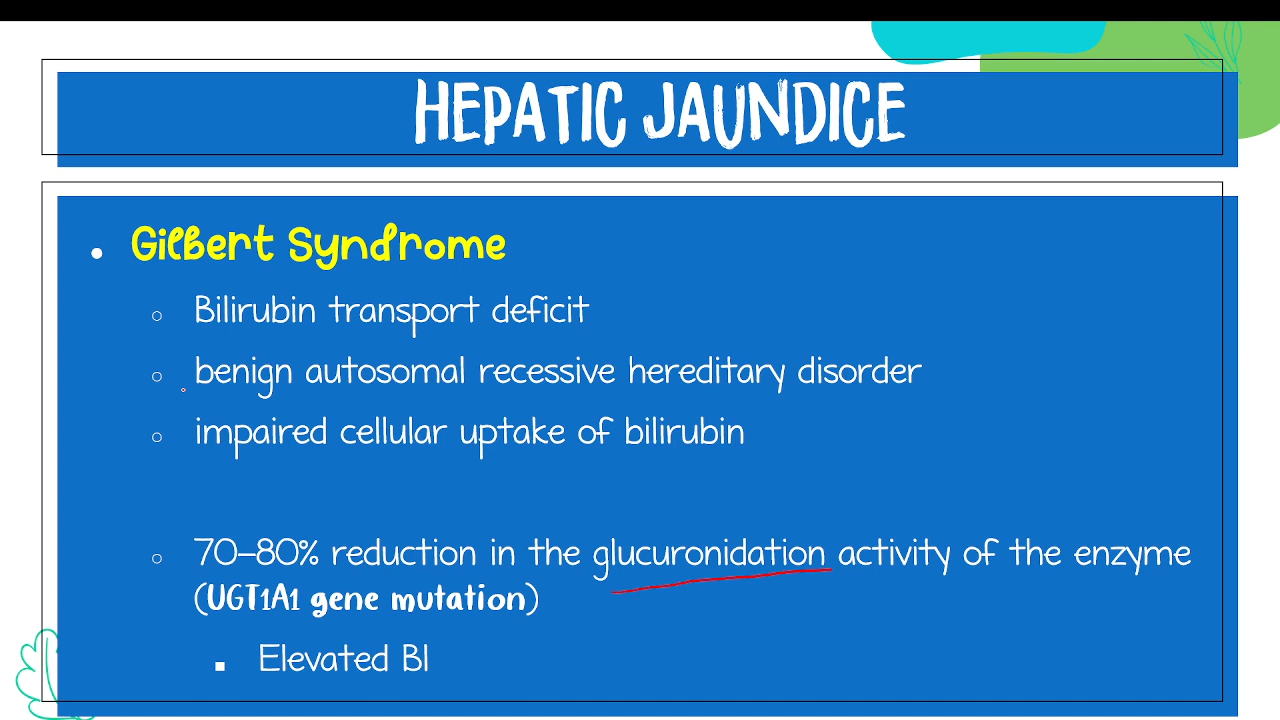 HEPATIC JAUNDICE
Gilbert Syndrome
Bilirubin transport deficit
benign autosomal recessive hereditary disorder
impaired cellular uptake of bilirubin
70-80% reduction in the glucuronidation activity of the enzyme
(UGT1A1 gene mutation)
Elevated B1